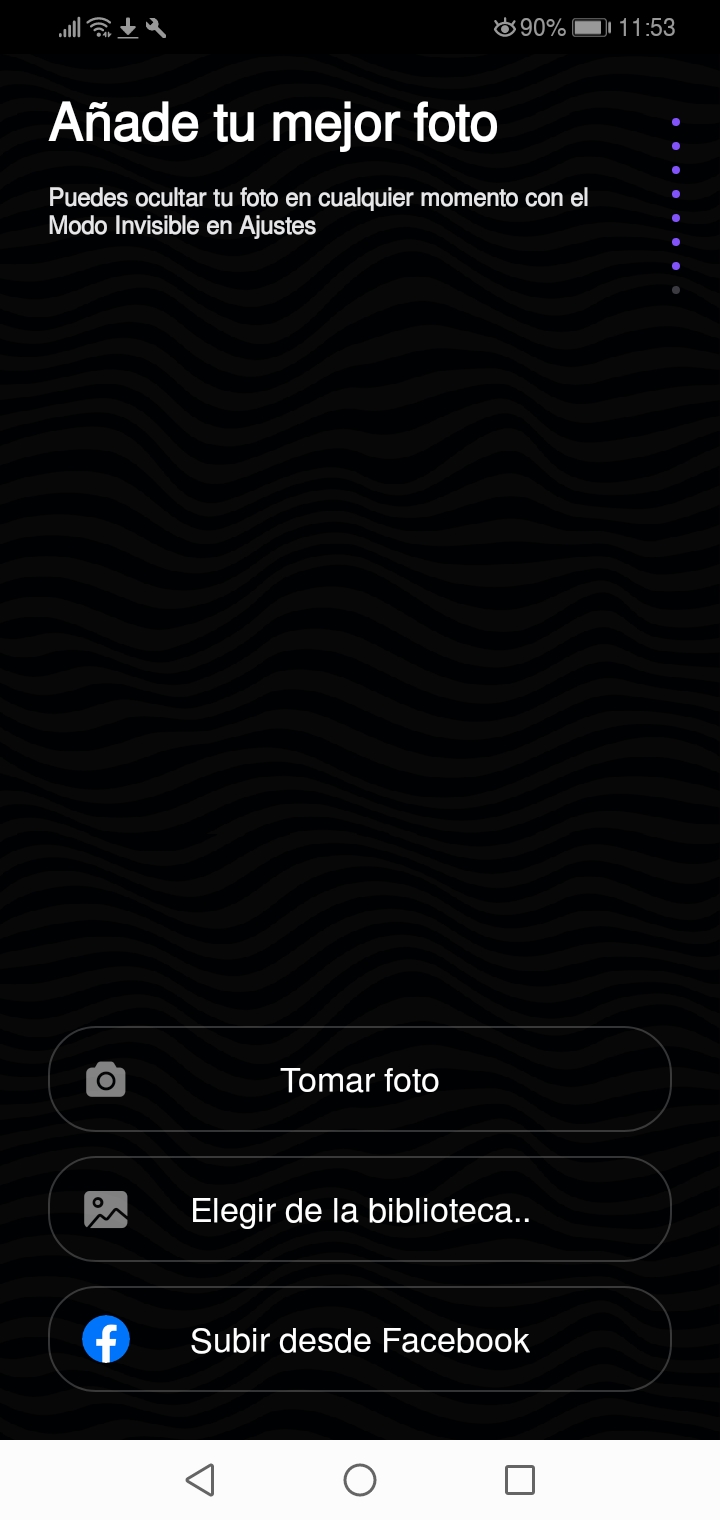 90% 11:53
Añade tu mejor foto
Puedes ocultar tu foto en cualquier momento con el
Modo Invisible en Ajustes
Tomar foto
Elegir de la biblioteca..
Subir desde Facebook